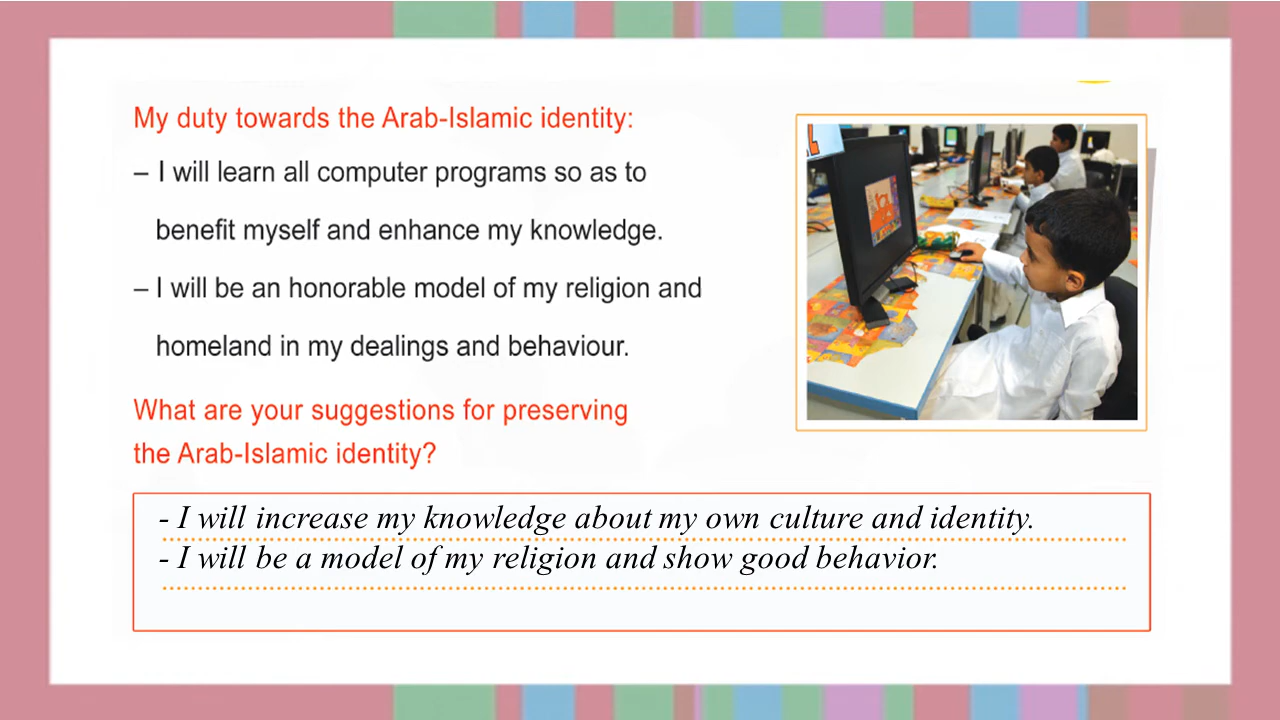 My duty towards the Arab-Islamic identity:
– I will learn all computer programs so as to
benefit myself and enhance my knowledge.
– I will be an honorable model of my religion and
homeland in my dealings and behaviour.
What are your suggestions for preserving
the Arab-Islamic identity?
- I will increase my knowledge about my own culture and identity.
- I will be a model of my religion and show good behavior.